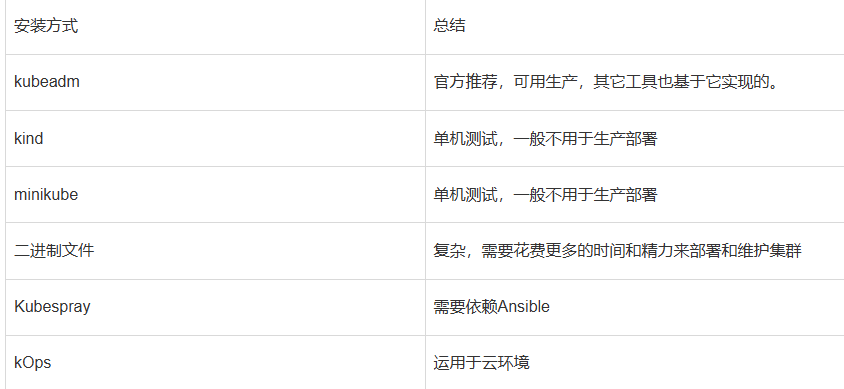 安装方式 总结
kubeadm 官方推荐，可用生产，其它工具也基于它实现的。
kind 单机测试，一般不用于生产部署
minikube 单机测试，一般不用于生产部署
二进制文件 复杂，需要花费更多的时间和精力来部署和维护集群
Kubespray 需要依赖Ansible
kOps 运用于云环境